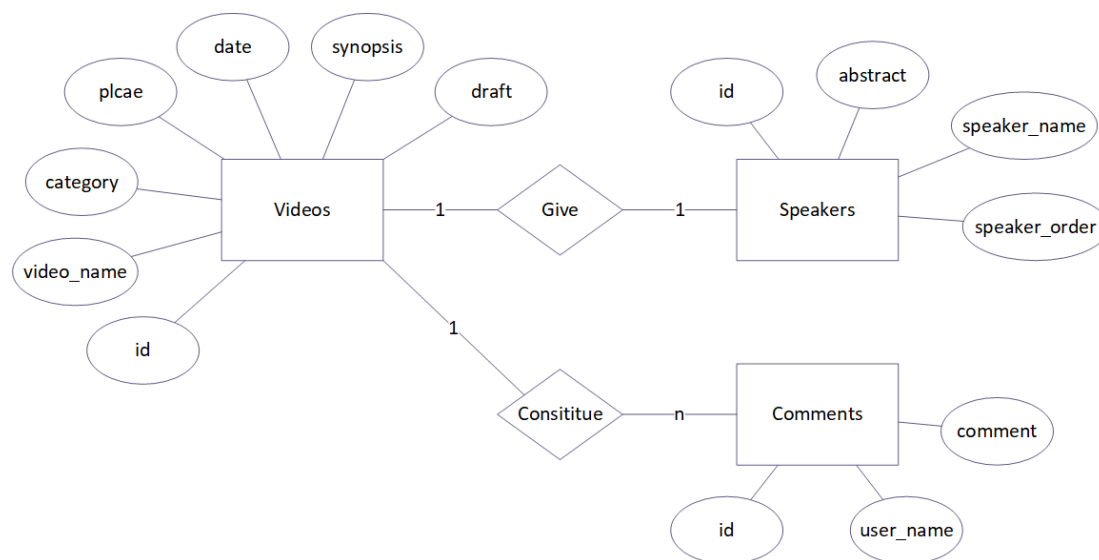 date
synopsis
plcae
draft
category
Videos
video_name
id
1
Give
1
id
abstract
speaker_name
Speakers
speaker_order
1
Consititue
n
Comments
comment
id
user_name